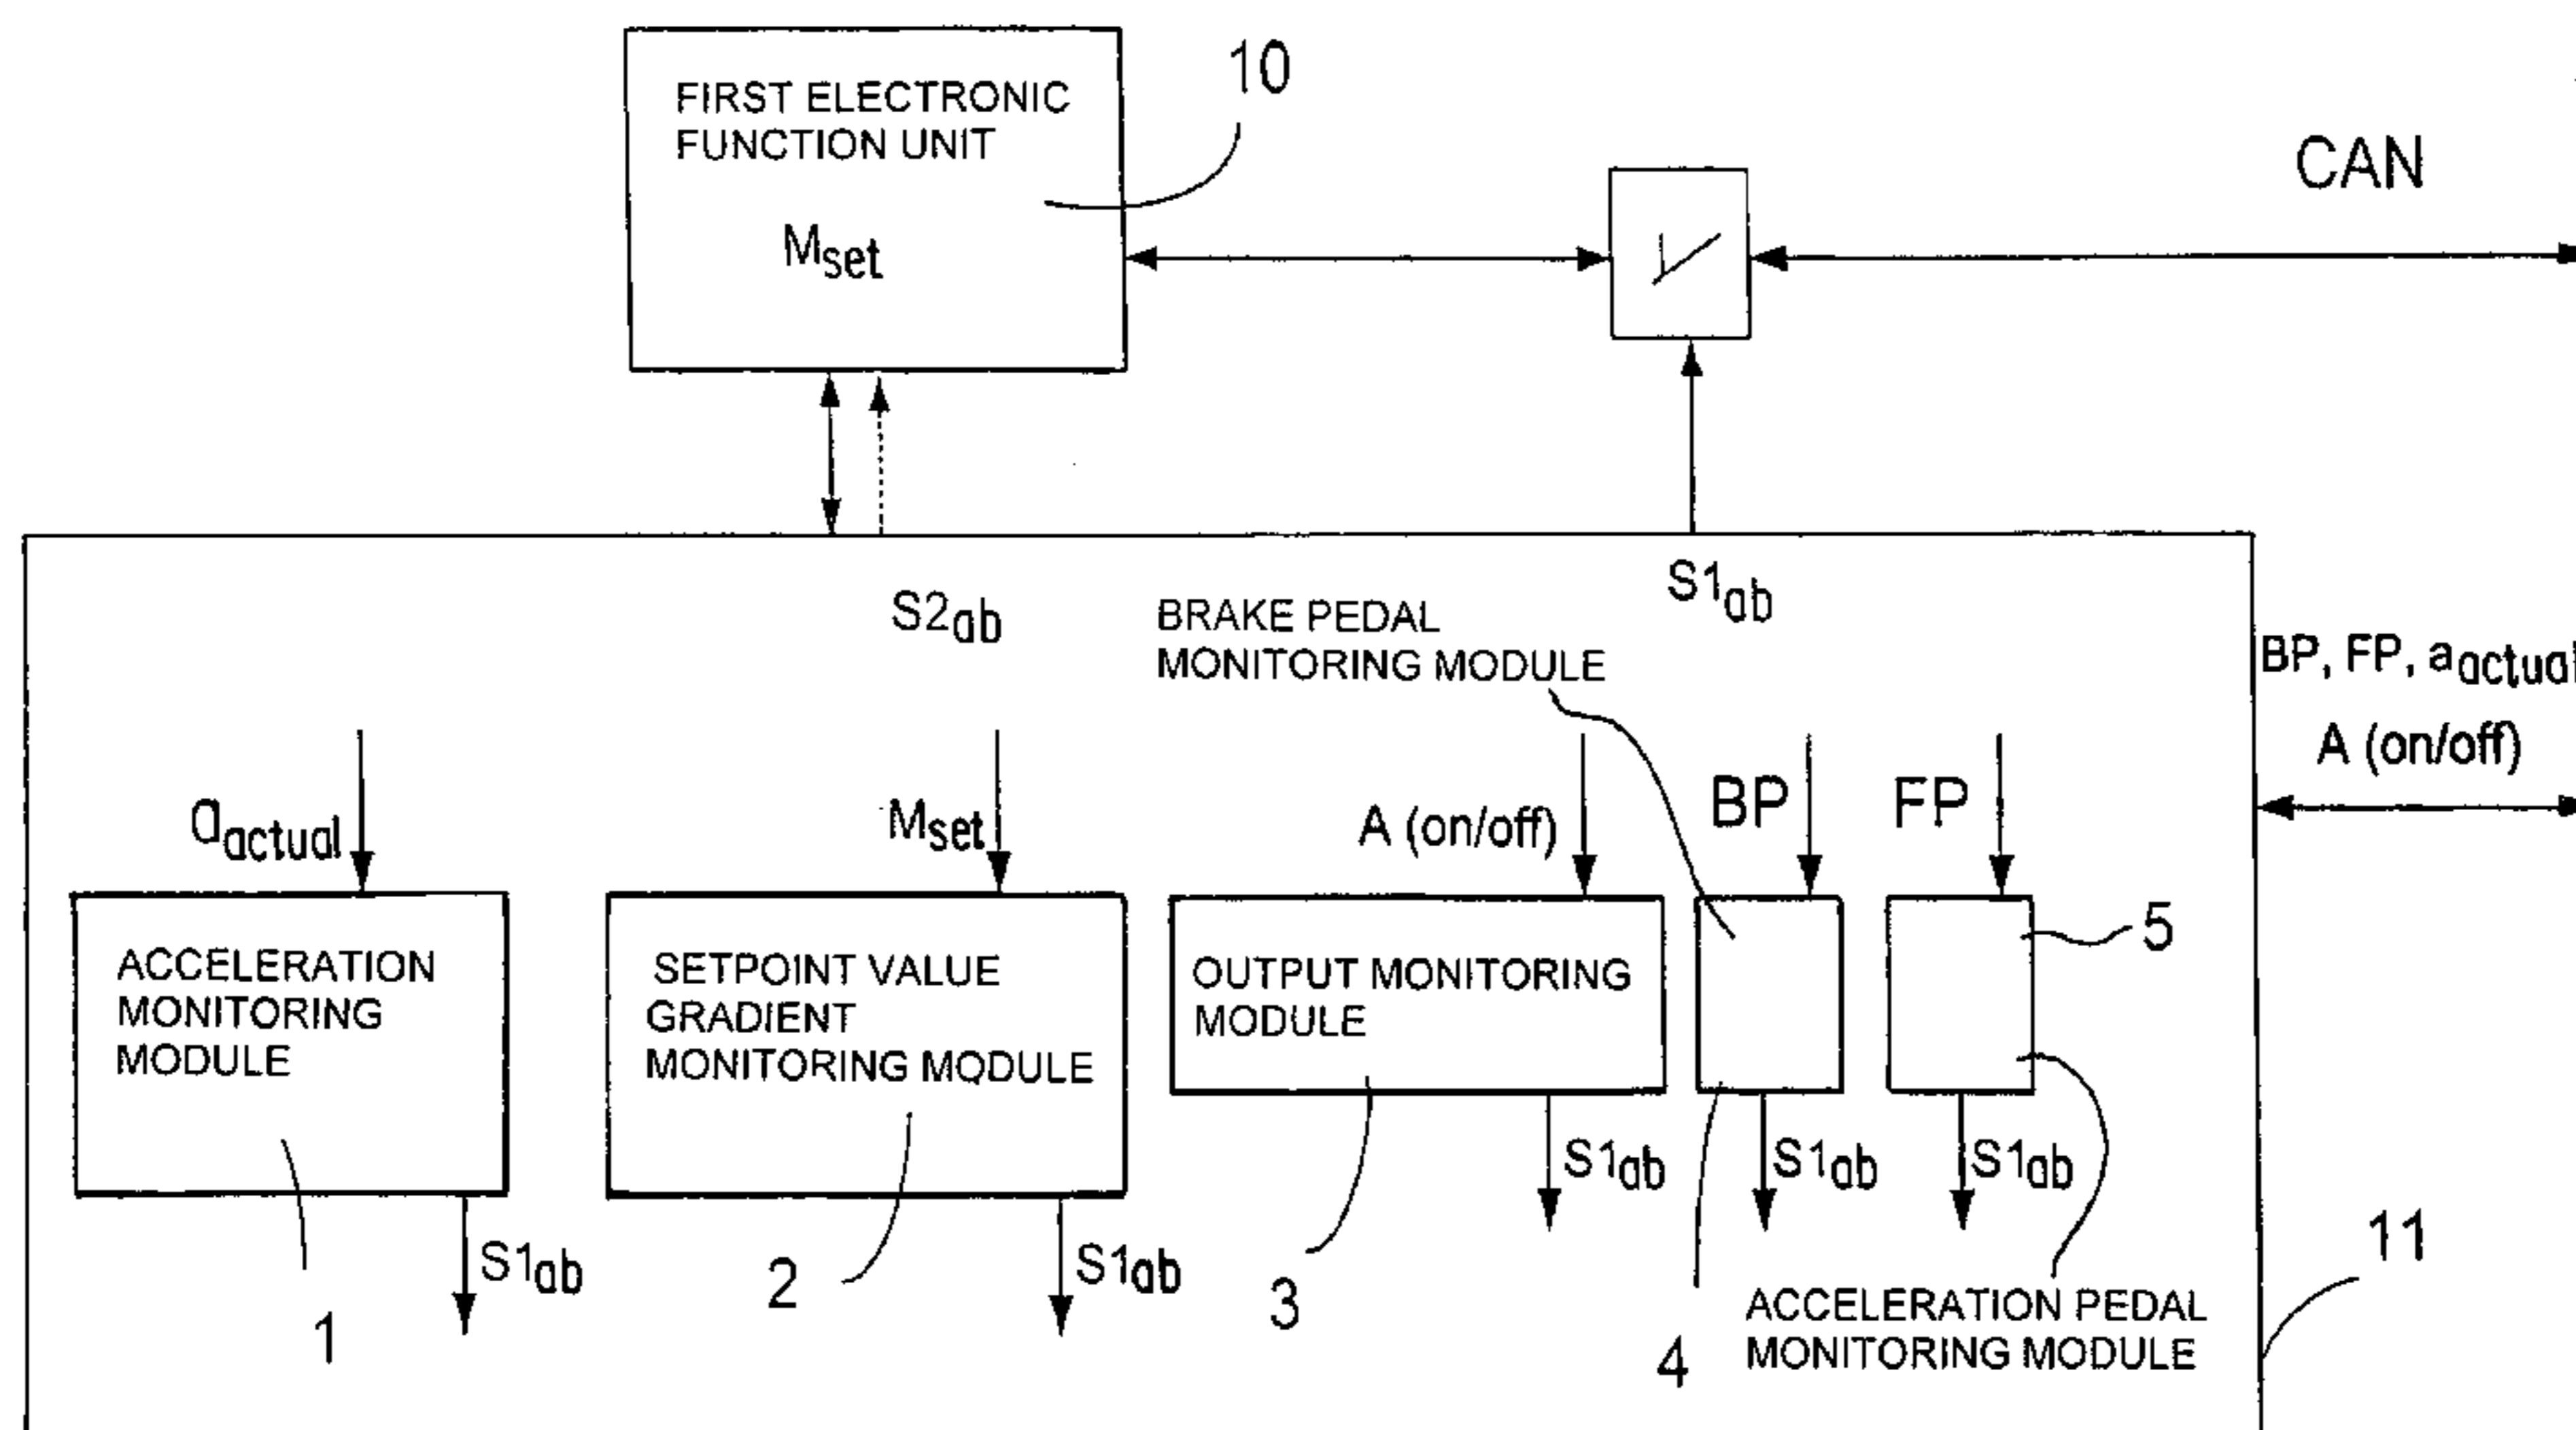 FIRST ELECTRONIC
FUNCTION UNIT
Mset
10
CAN
S2ab
S1ab
BRAKE PEDAL
MONITORING MODULE
BP, FP, aactual
A (on/off)
aactual
Mset
A (on/off)
BP
FP
ACCELERATION
MONITORING
MODULE
SETPOINT VALUE
GRADIENT
MONITORING MODULE
OUTPUT MONITORING
MODULE
5
S1ab
S1ab
S1ab
S1ab
S1ab
1
2
3
4
ACCELERATION PEDAL
MONITORING MODULE
11